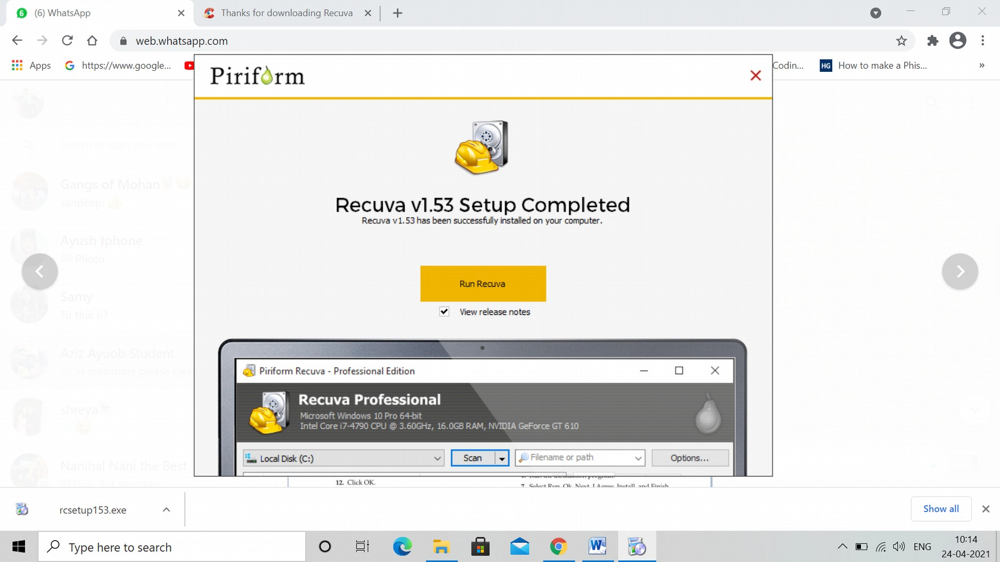 (6) WhatsApp
Thanks for downloading Recuva
web.whatsapp.com
Apps
https://www.google...
Codin...
HG
How to make a Phis...
Piriform
Search or start new chat
Gangs of Mohan
sandeep:
Ayush Iphone
Photo
Samy
Tu thik h?
Aziz Ayuob Student
in meantime please clea
shreya
Nanihal Nani the Best
REKHA: Bht shandaar
Recuva v1.53 Setup Completed
Recuva v1.53 has been successfully installed on your computer.
Run Recuva
View release notes
Piriform Recuva - Professional Edition
Recuva Professional
Microsoft Windows 10 Pro 64-bit
Intel Core i7-4790 CPU @ 3.60GHz, 16.0GB RAM, NVIDIA GeForce GT 610
Local Disk (C:)
Scan
Filename or path
Options...
12. Click OK.
7. Select Run, Ok, Next, I Agree, Install, and Finish
rcsetup153.exe
Show all
Type here to search
ENG
10:14
24-04-2021